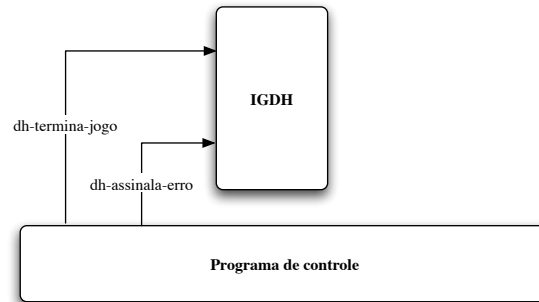 IGDH
dh-termina-jogo
dh-assinala-erro
Programa de controle